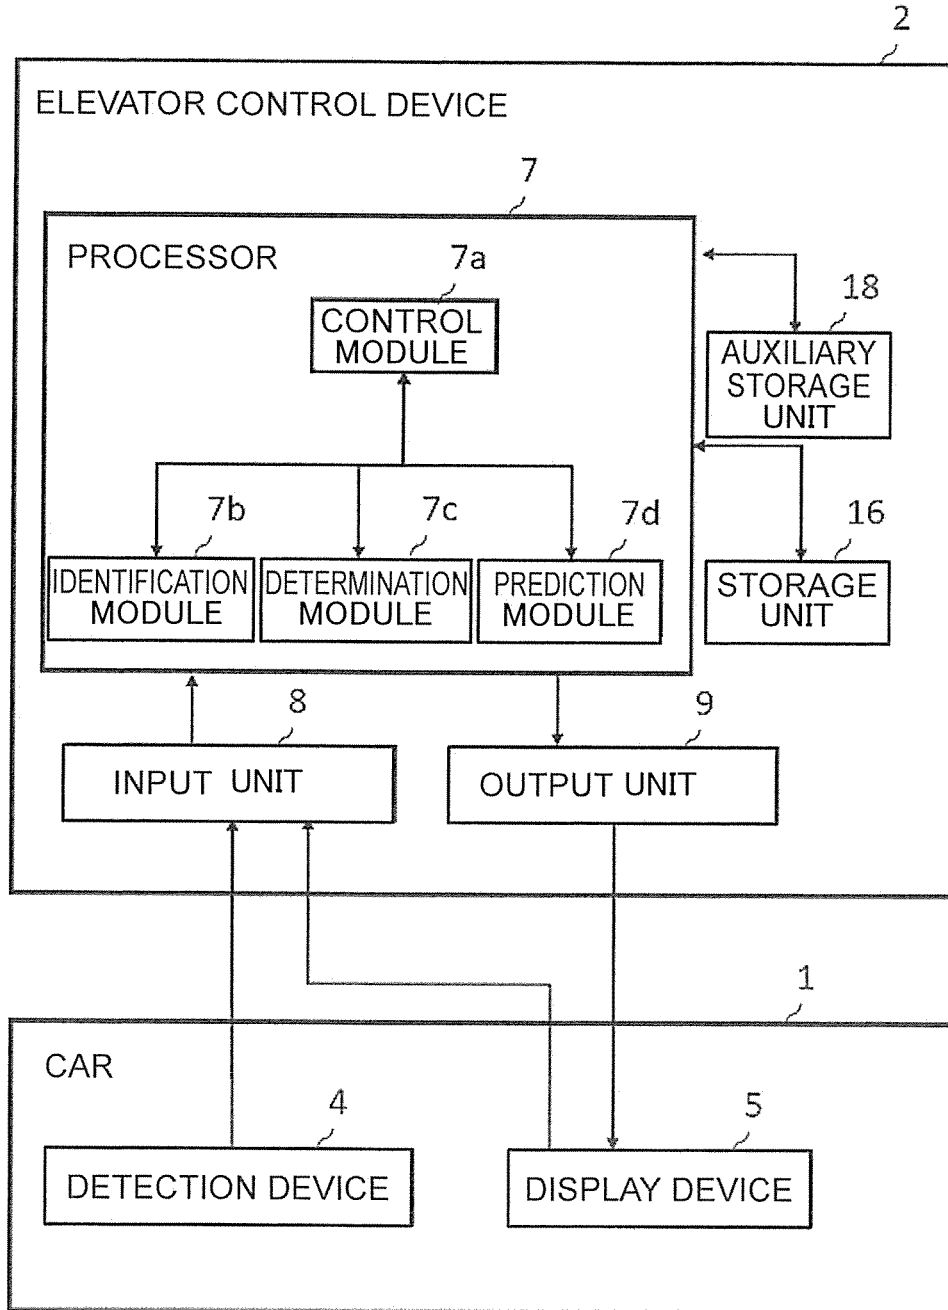 2
ELEVATOR CONTROL DEVICE
7
PROCESSOR
7a
CONTROL
MODULE
18
AUXILIARY
STORAGE
UNIT
7b
IDENTIFICATION
MODULE
7c
DETERMINATION
MODULE
7d
PREDICTION
MODULE
16
STORAGE
UNIT
8
INPUT UNIT
9
OUTPUT UNIT
1
CAR
4
DETECTION DEVICE
5
DISPLAY DEVICE